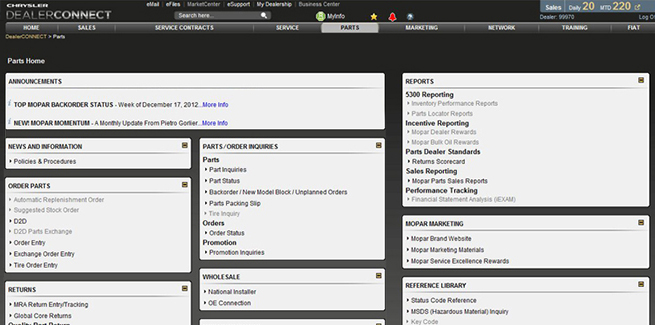 CHRYSLER
DEALERCONNECT
eMail eFiles MarketCenter eSupport My Dealership Business Center
Search here...
MyInfo
Sales Daily 20 MTD 220
Dealer: 99970 Log O
HOME SALES SERVICE CONTRACTS SERVICE PARTS MARKETING NETWORK TRAINING FIAT
DealerCONNECT > Parts
Parts Home
ANNOUNCEMENTS
TOP MOPAR BACKORDER STATUS - Week of December 17, 2012...More Info
NEW! MOPAR MOMENTUM - A Monthly Update From Pietro Gorlier...More Info
NEWS AND INFORMATION
Policies & Procedures
ORDER PARTS
Automatic Replenishment Order
Suggested Stock Order
D2D
D2D Parts Exchange
Order Entry
Exchange Order Entry
Tire Order Entry
RETURNS
MRA Return Entry/Tracking
Global Core Returns
Quality Part Return
PARTS/ORDER INQUIRIES
Parts
Part Inquiries
Part Status
Backorder / New Model Block / Unplanned Orders
Parts Packing Slip
Tire Inquiry
Orders
Order Status
Promotion
Promotion Inquiries
WHOLESALE
National Installer
OE Connection
REPORTS
5300 Reporting
Inventory Performance Reports
Parts Locator Reports
Incentive Reporting
Mopar Dealer Rewards
Mopar Bulk Oil Rewards
Parts Dealer Standards
Returns Scorecard
Sales Reporting
Mopar Parts Sales Reports
Performance Tracking
Financial Statement Analysis (iEXAM)
MOPAR MARKETING
Mopar Brand Website
Mopar Marketing Materials
Mopar Service Excellence Rewards
REFERENCE LIBRARY
Status Code Reference
MSDS (Hazardous Material) Inquiry
Key Code